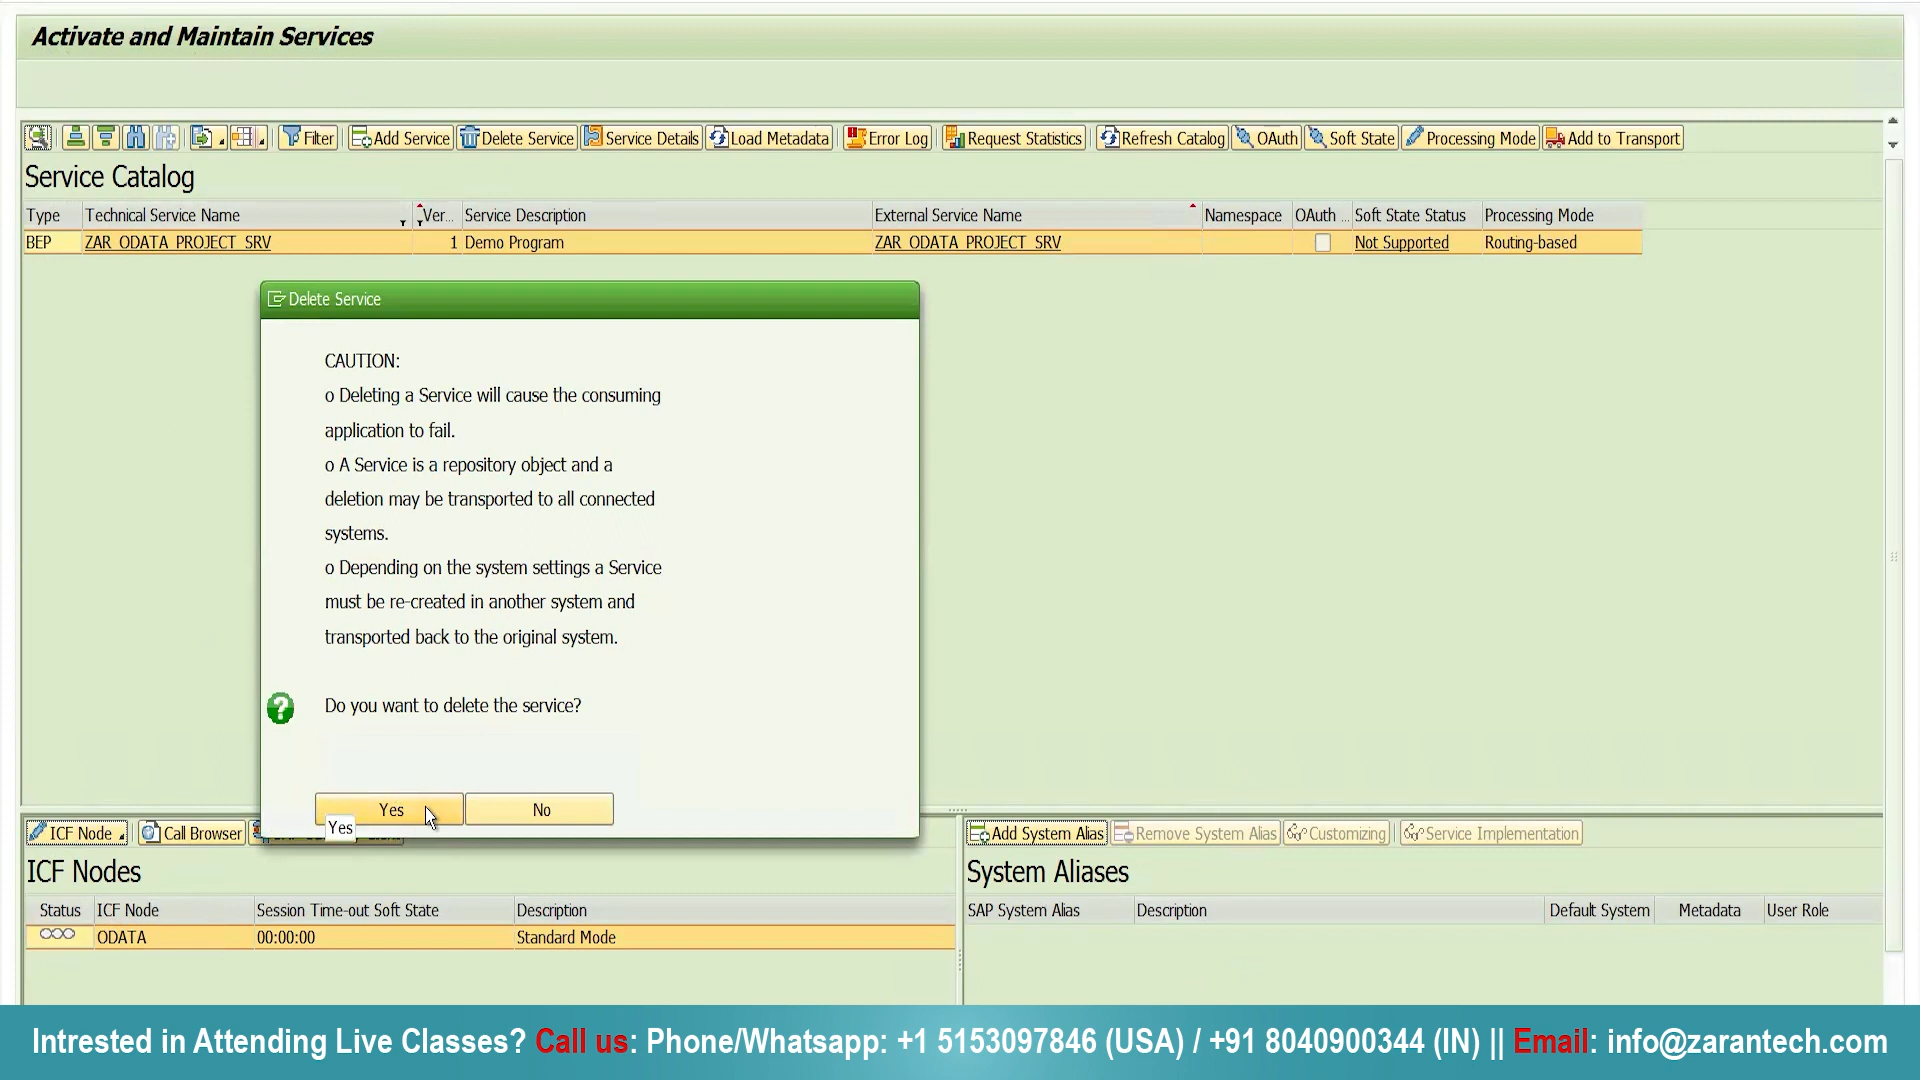 Activate and Maintain Services
Filter Add Service Delete Service Service Details Load Metadata Error Log Request Statistics Refresh Catalog OAuth Soft State Processing Mode Add to Transport
Service Catalog
Type Technical Service Name Ver... Service Description External Service Name Namespace OAuth ... Soft State Status Processing Mode
BEP ZAR_ODATA_PROJECT_SRV 1 Demo Program ZAR_ODATA_PROJECT_SRV Not Supported Routing-based
Delete Service
CAUTION:
o Deleting a Service will cause the consuming
application to fail.
o A Service is a repository object and a
deletion may be transported to all connected
systems.
o Depending on the system settings a Service
must be re-created in another system and
transported back to the original system.
Do you want to delete the service?
Yes No
Yes
ICF Node Call Browser
Add System Alias Remove System Alias Customizing Service Implementation
ICF Nodes
System Aliases
Status ICF Node Session Time-out Soft State Description
SAP System Alias Description Default System Metadata User Role
ODATA 00:00:00 Standard Mode
Intrested in Attending Live Classes? Call us: Phone/Whatsapp: +1 5153097846 (USA) / +91 8040900344 (IN) || Email: info@zarantech.com